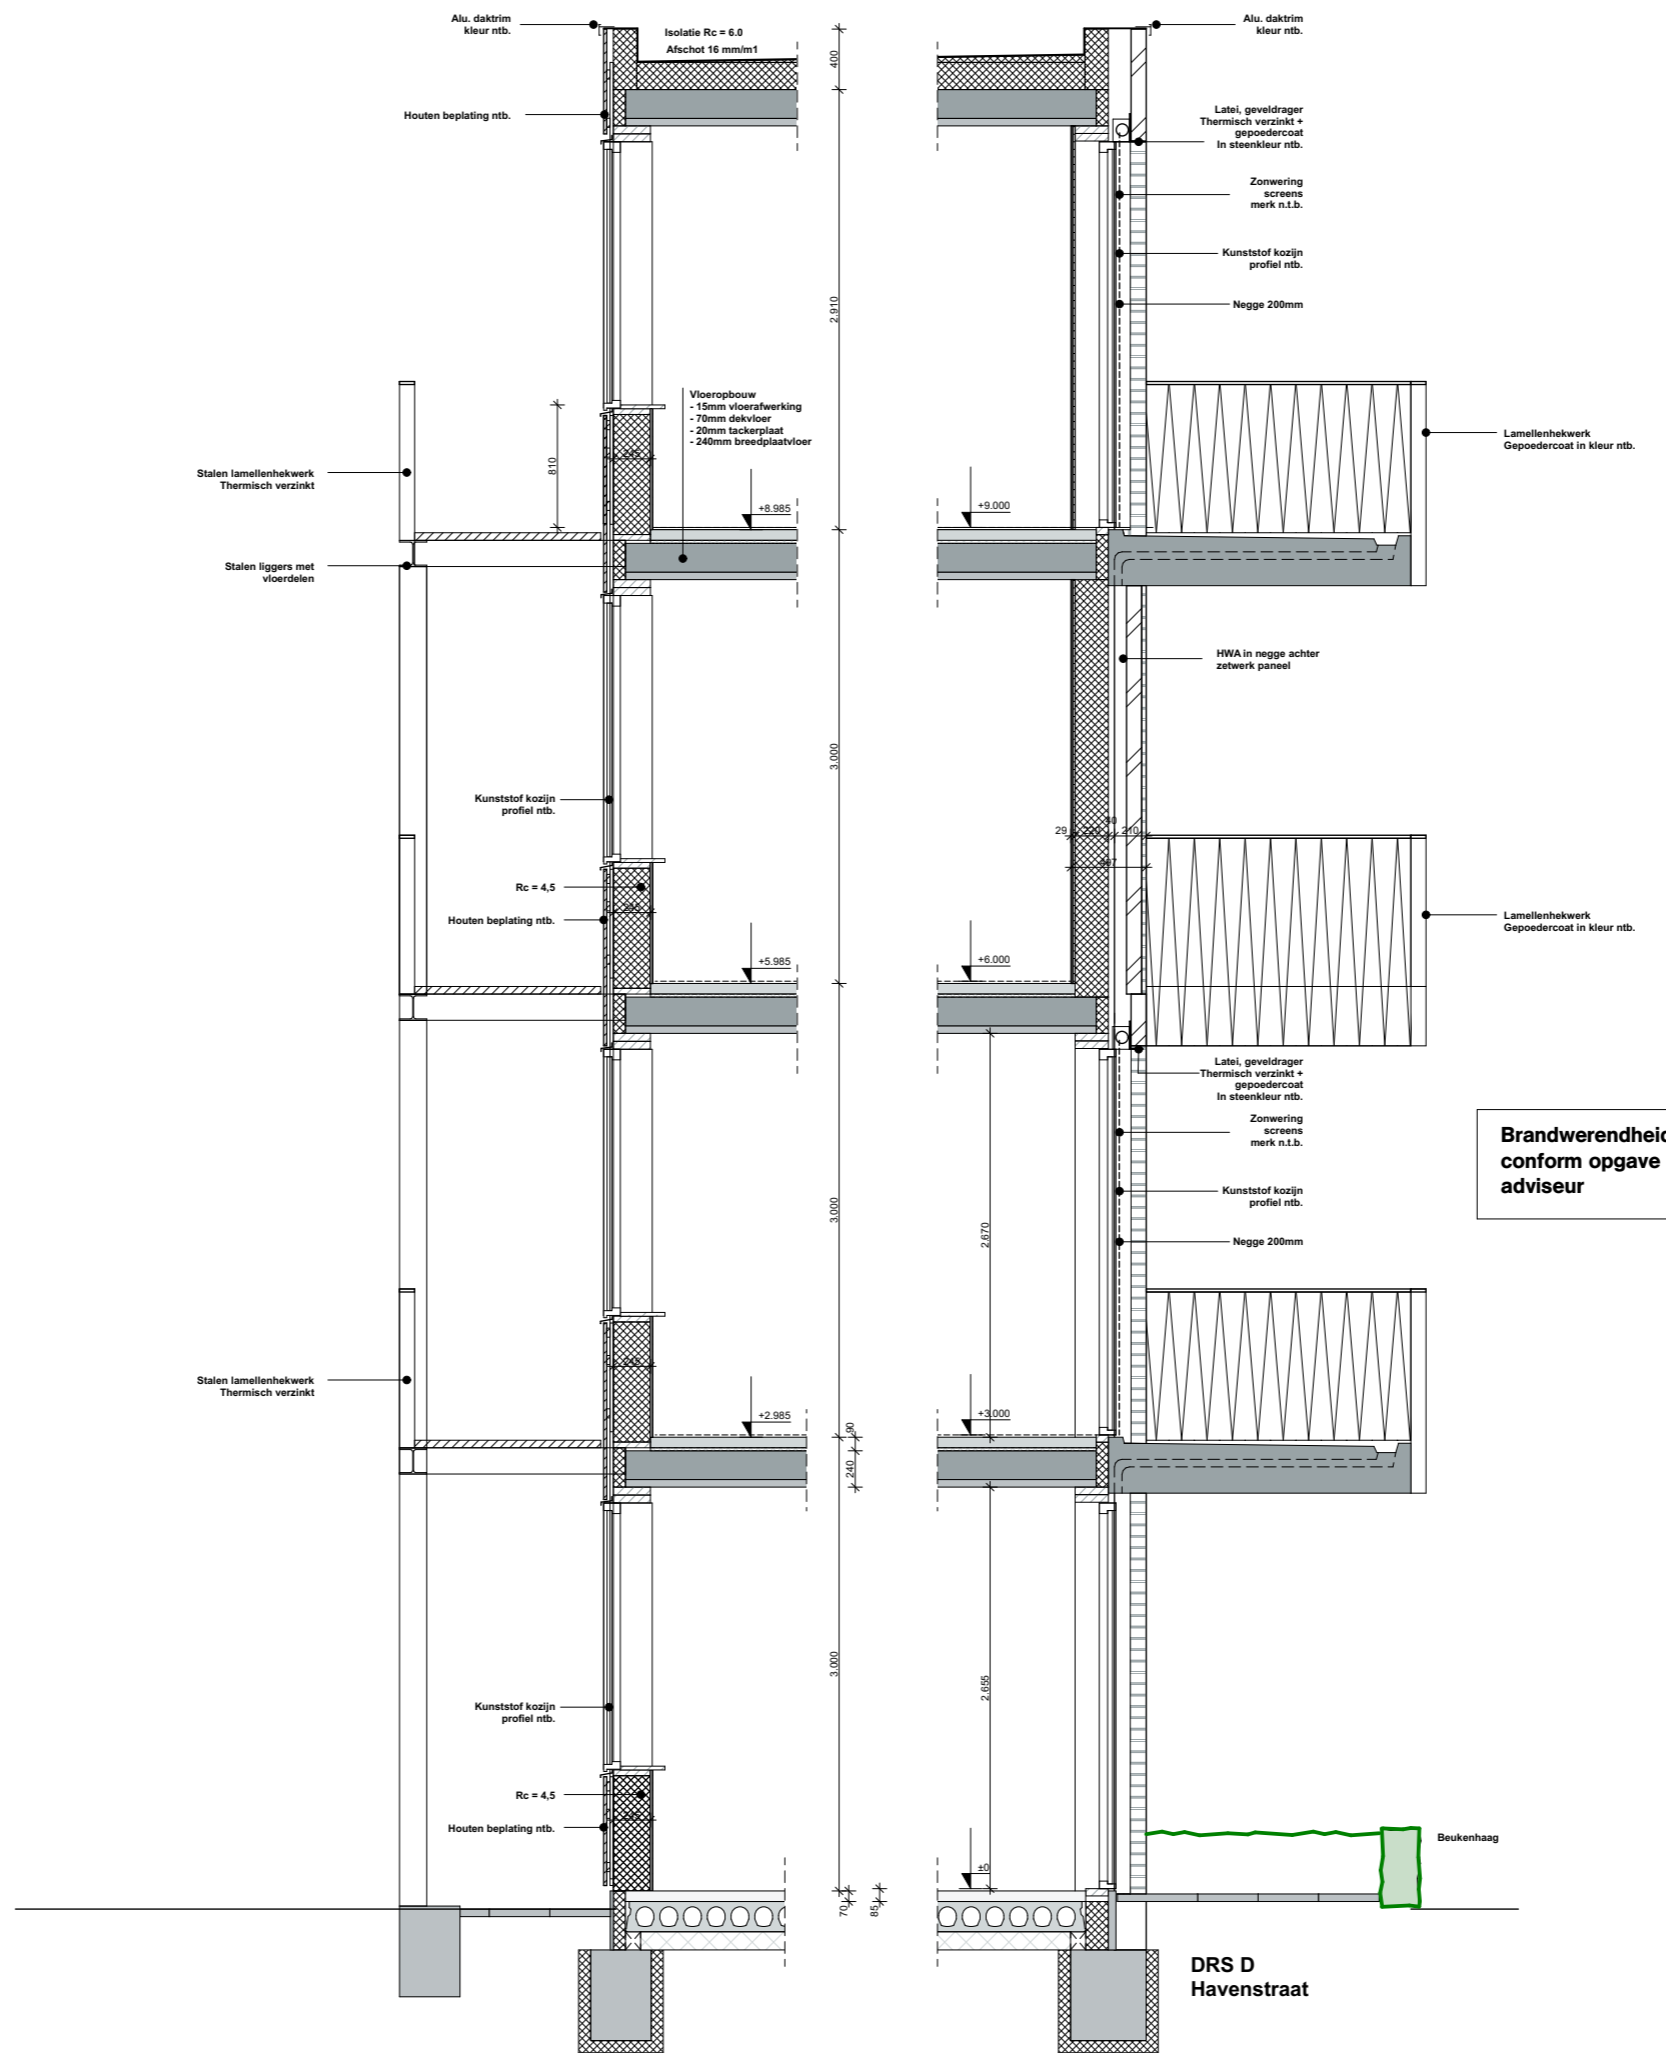 Alu. daktrim
kleur ntb.
Isolatie Rc = 6.0
Afschot 16 mm/m1
400
Alu. daktrim
kleur ntb.
Houten beplating ntb.
Latei, geveldrager
Thermisch verzinkt +
gepoedercoat
In steenkleur ntb.
Zonwering
screens
merk n.t.b.
Kunststof kozijn
profiel ntb.
Negge 200mm
2.910
Vloeropbouw
- 15mm vloerafwerking
- 70mm dekvloer
- 20mm tackerplaat
- 240mm breedplaatvloer
810
245
Stalen lamellenhekwerk
Thermisch verzinkt
Lamellenhekwerk
Gepoedercoat in kleur ntb.
+8.985
+9.000
Stalen liggers met
vloerdelen
HWA in negge achter
zetwerk paneel
3.000
Kunststof kozijn
profiel ntb.
29
220
40
210
497
Rc = 4,5
245
Houten beplating ntb.
Lamellenhekwerk
Gepoedercoat in kleur ntb.
+5.985
+6.000
Latei, geveldrager
Thermisch verzinkt +
gepoedercoat
In steenkleur ntb.
Zonwering
screens
merk n.t.b.
Brandwerendheid
conform opgave
adviseur
Kunststof kozijn
profiel ntb.
3.000
2.670
Negge 200mm
245
Stalen lamellenhekwerk
Thermisch verzinkt
+2.985
+3.000
90
240
3.000
2.655
Kunststof kozijn
profiel ntb.
Rc = 4,5
245
Houten beplating ntb.
Beukenhaag
±0
70
85
DRS D
Havenstraat